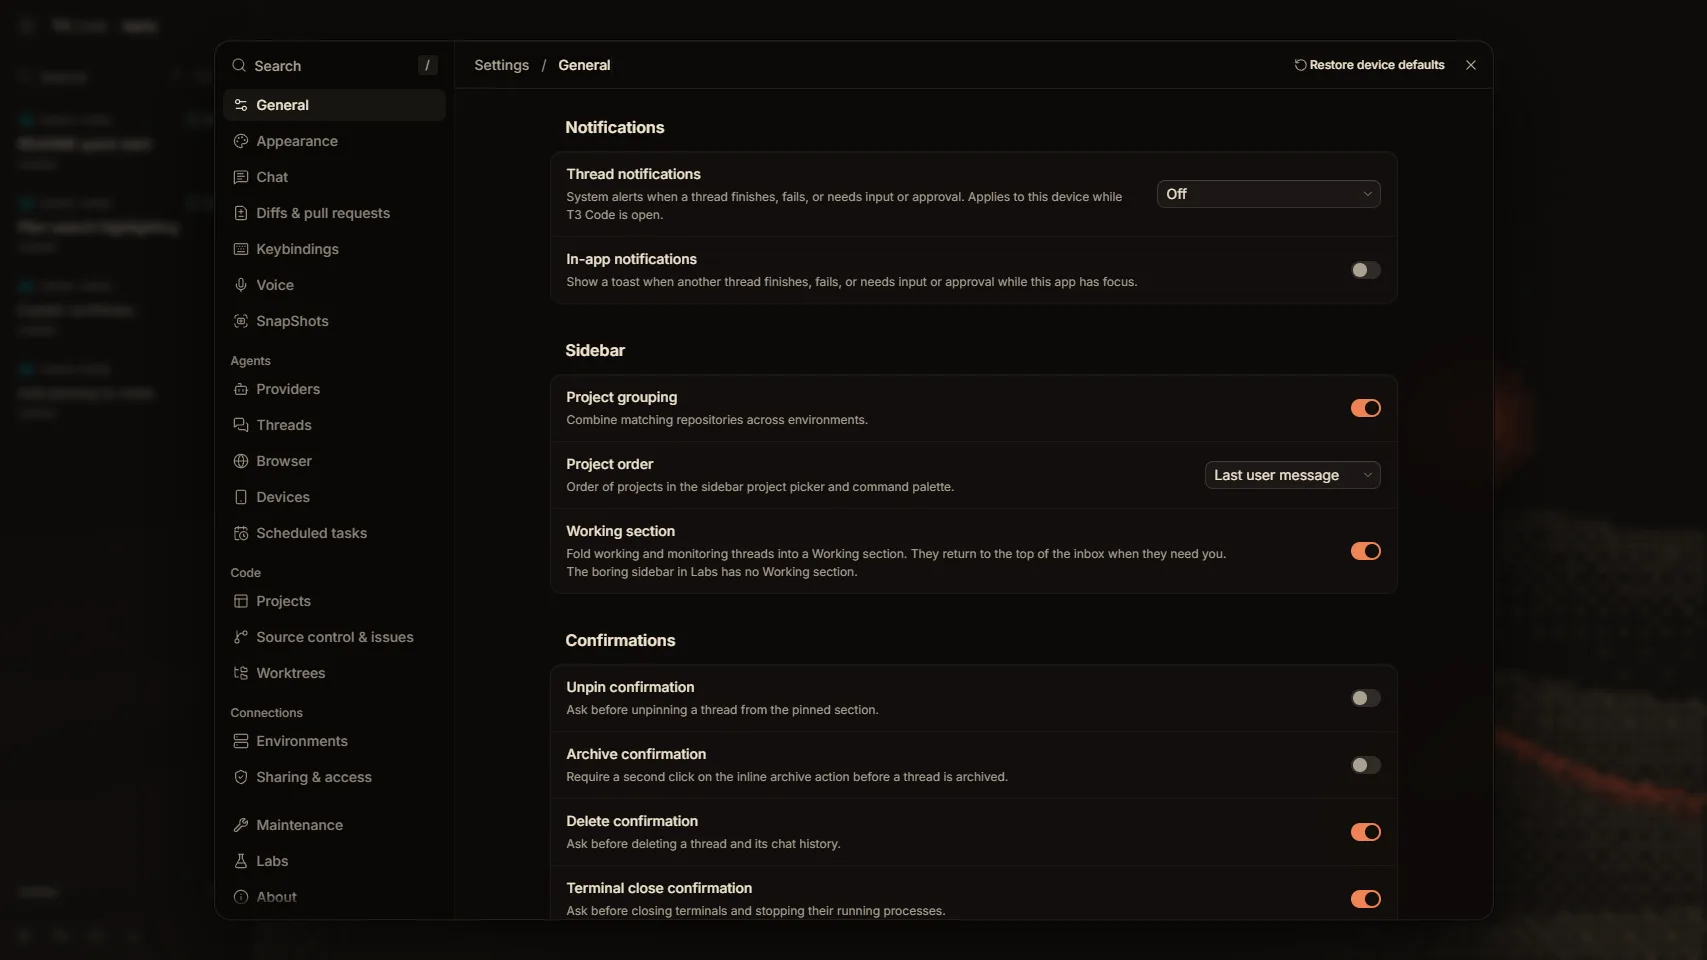 Search
/
General
Appearance
Chat
Diffs & pull requests
Keybindings
Voice
SnapShots
Agents
Providers
Threads
Browser
Devices
Scheduled tasks
Code
Projects
Source control & issues
Worktrees
Connections
Environments
Sharing & access
Maintenance
Labs
About
Settings / General
Restore device defaults
Notifications
Thread notifications
System alerts when a thread finishes, fails, or needs input or approval. Applies to this device while
T3 Code is open.
Off
In-app notifications
Show a toast when another thread finishes, fails, or needs input or approval while this app has focus.
Sidebar
Project grouping
Combine matching repositories across environments.
Project order
Order of projects in the sidebar project picker and command palette.
Last user message
Working section
Fold working and monitoring threads into a Working section. They return to the top of the inbox when they need you.
The boring sidebar in Labs has no Working section.
Confirmations
Unpin confirmation
Ask before unpinning a thread from the pinned section.
Archive confirmation
Require a second click on the inline archive action before a thread is archived.
Delete confirmation
Ask before deleting a thread and its chat history.
Terminal close confirmation
Ask before closing terminals and stopping their running processes.